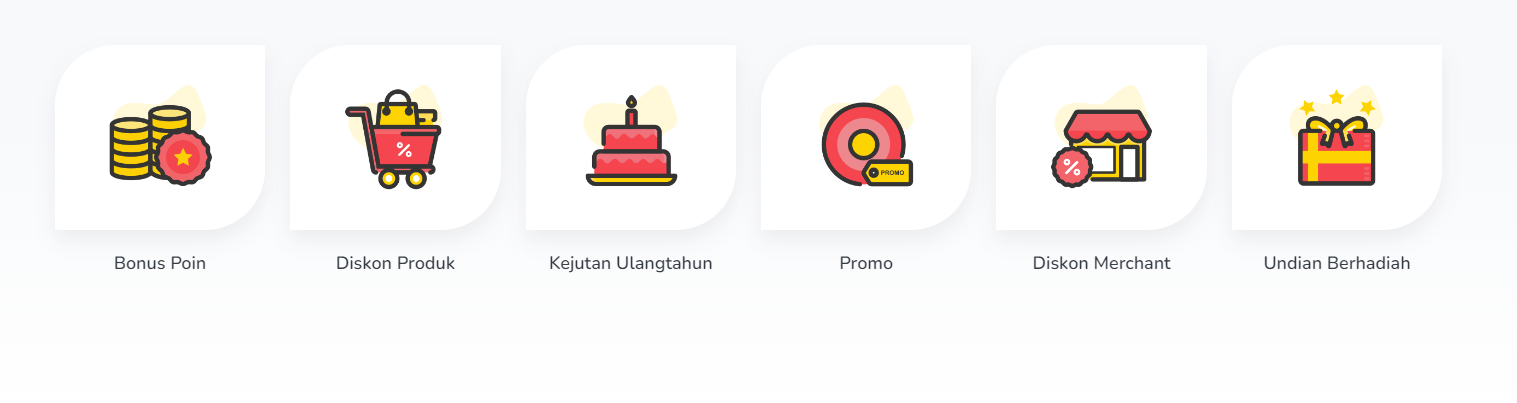 PROMO
Bonus Poin
Diskon Produk
Kejutan Ulangtahun
Promo
Diskon Merchant
Undian Berhadiah